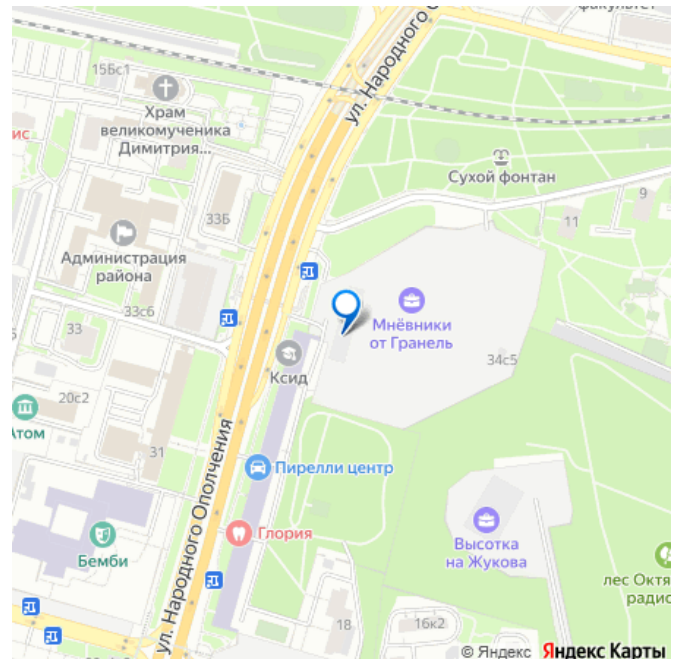 факультет
ул. Народного О
15Бс1
Храм
великомученика
Димитрия...
ис
Сухой фонтан
9
11
33Б
Администрация
района
33с6
33
Мнёвники
от Гранель
34с5
Ксид
20с2
Атом
31
ул. Народного Ополчения
Пирелли центр
Глория
Бемби
Высотка
на Жукова
лес Октя
радио
18
16к2
© Яндекс Яндекс Карты